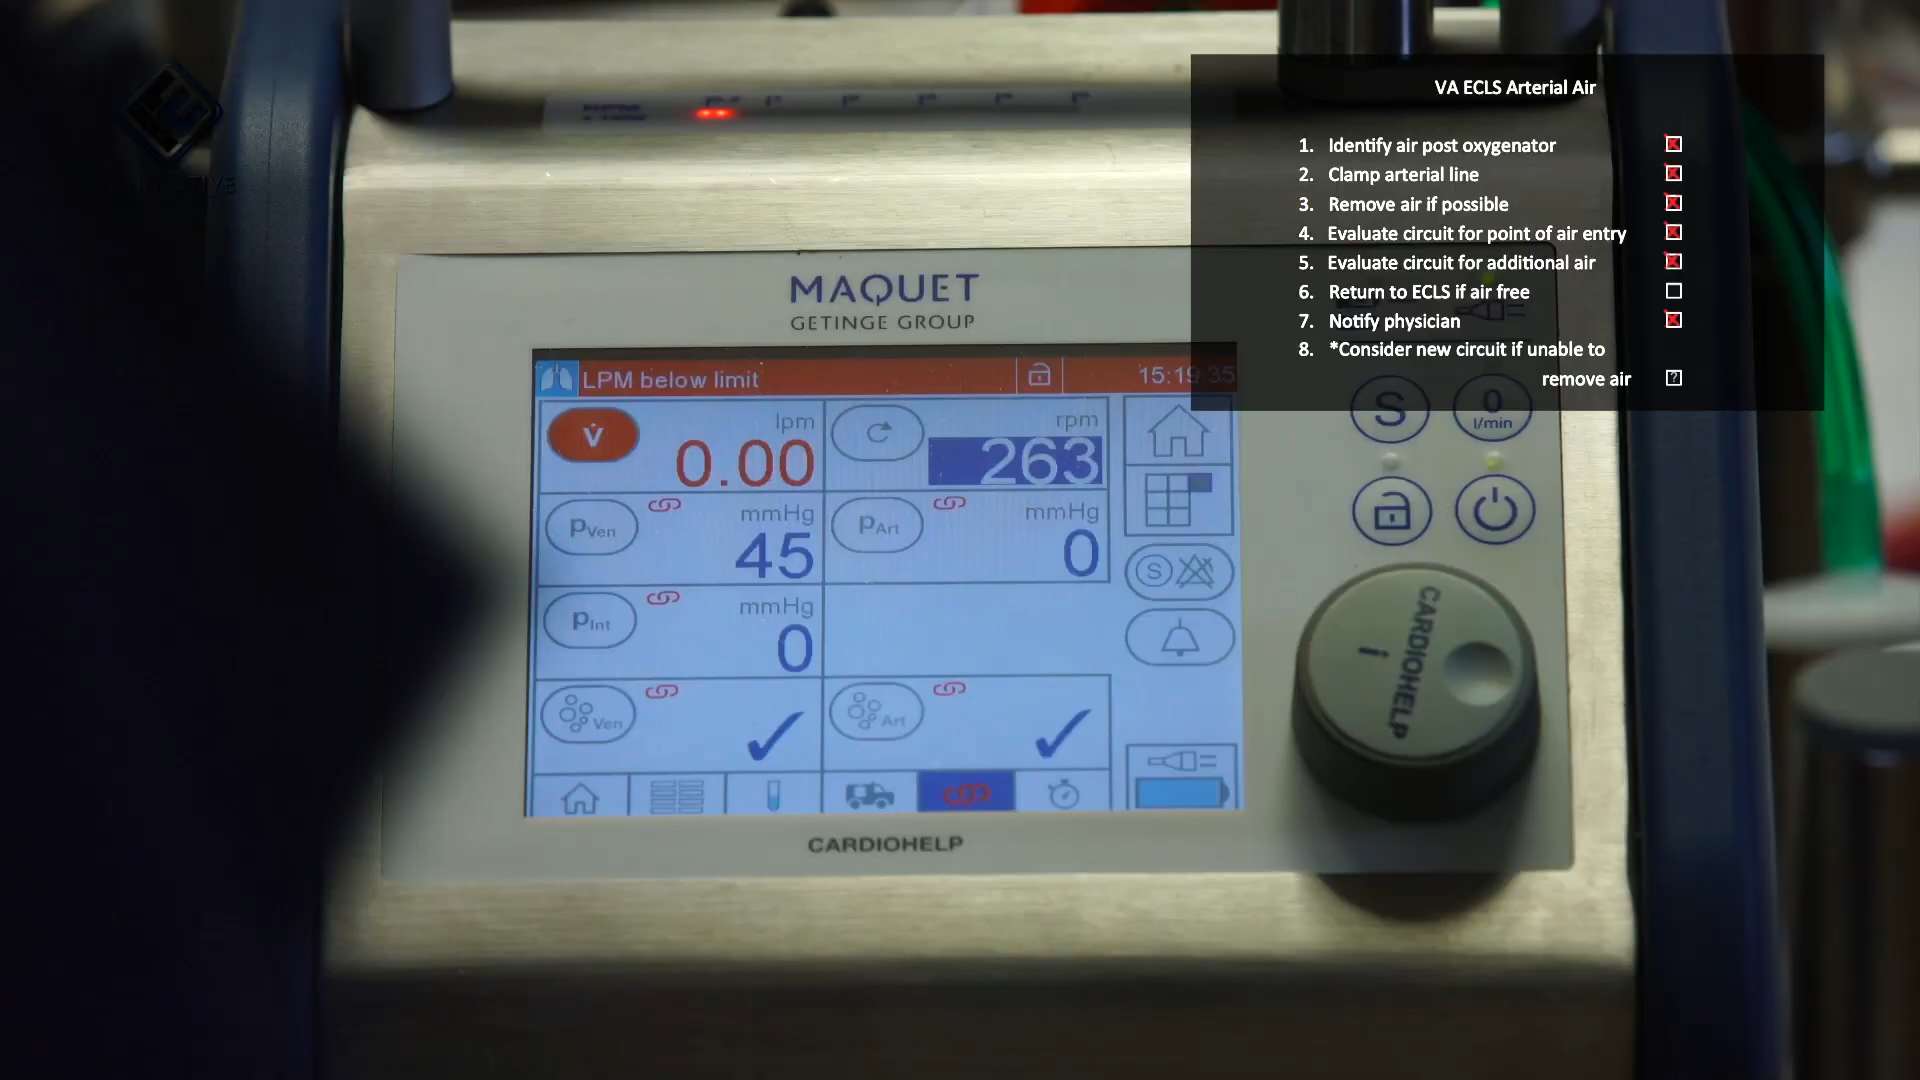 VA ECLS Arterial Air
1. Identify air post oxygenator
2. Clamp arterial line
3. Remove air if possible
4. Evaluate circuit for point of air entry
5. Evaluate circuit for additional air
6. Return to ECLS if air free
7. Notify physician
8. *Consider new circuit if unable to
remove air ?
MAQUET
GETINGE GROUP
LPM below limit 15:19:35
V̇ lpm 0.00 rpm 263
S 0 l/min
pVen mmHg 45 pArt mmHg 0
S
pInt mmHg 0
Ven Art
CARDIOHELP i
CARDIOHELP